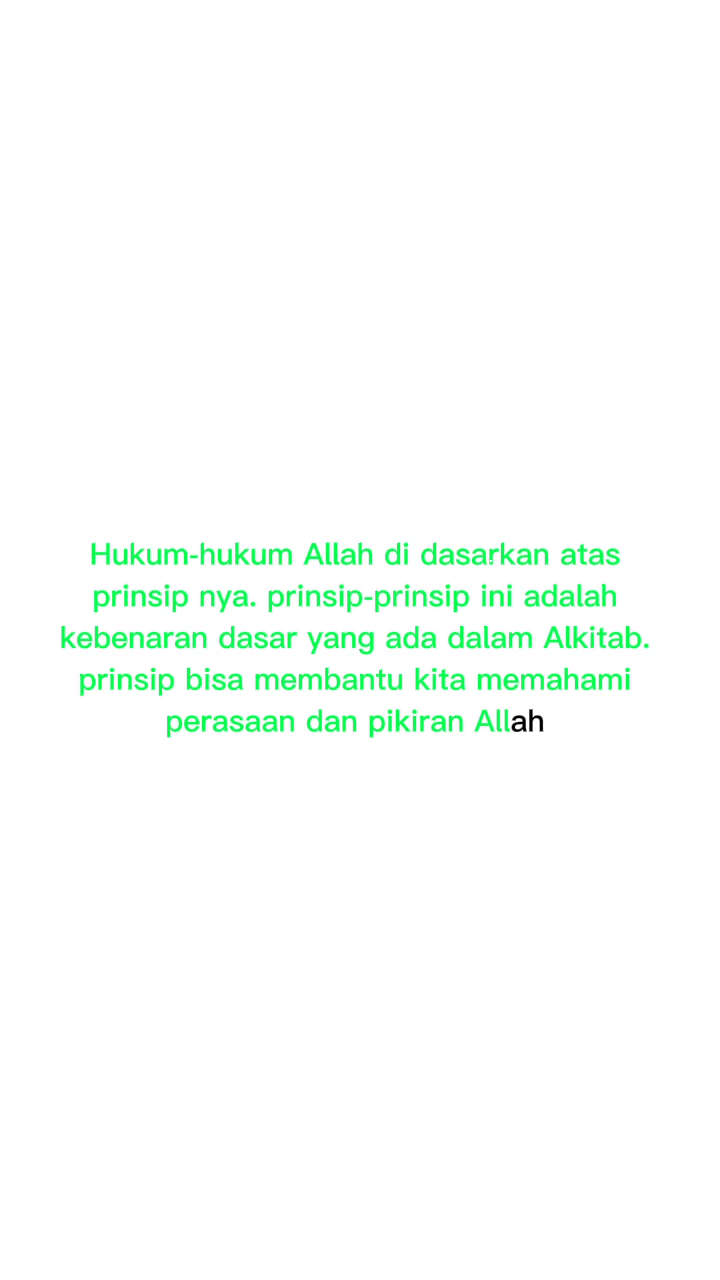 Hukum-hukum Allah di dasarkan atas
prinsip nya. prinsip-prinsip ini adalah
kebenaran dasar yang ada dalam Alkitab.
prinsip bisa membantu kita memahami
perasaan dan pikiran Allah